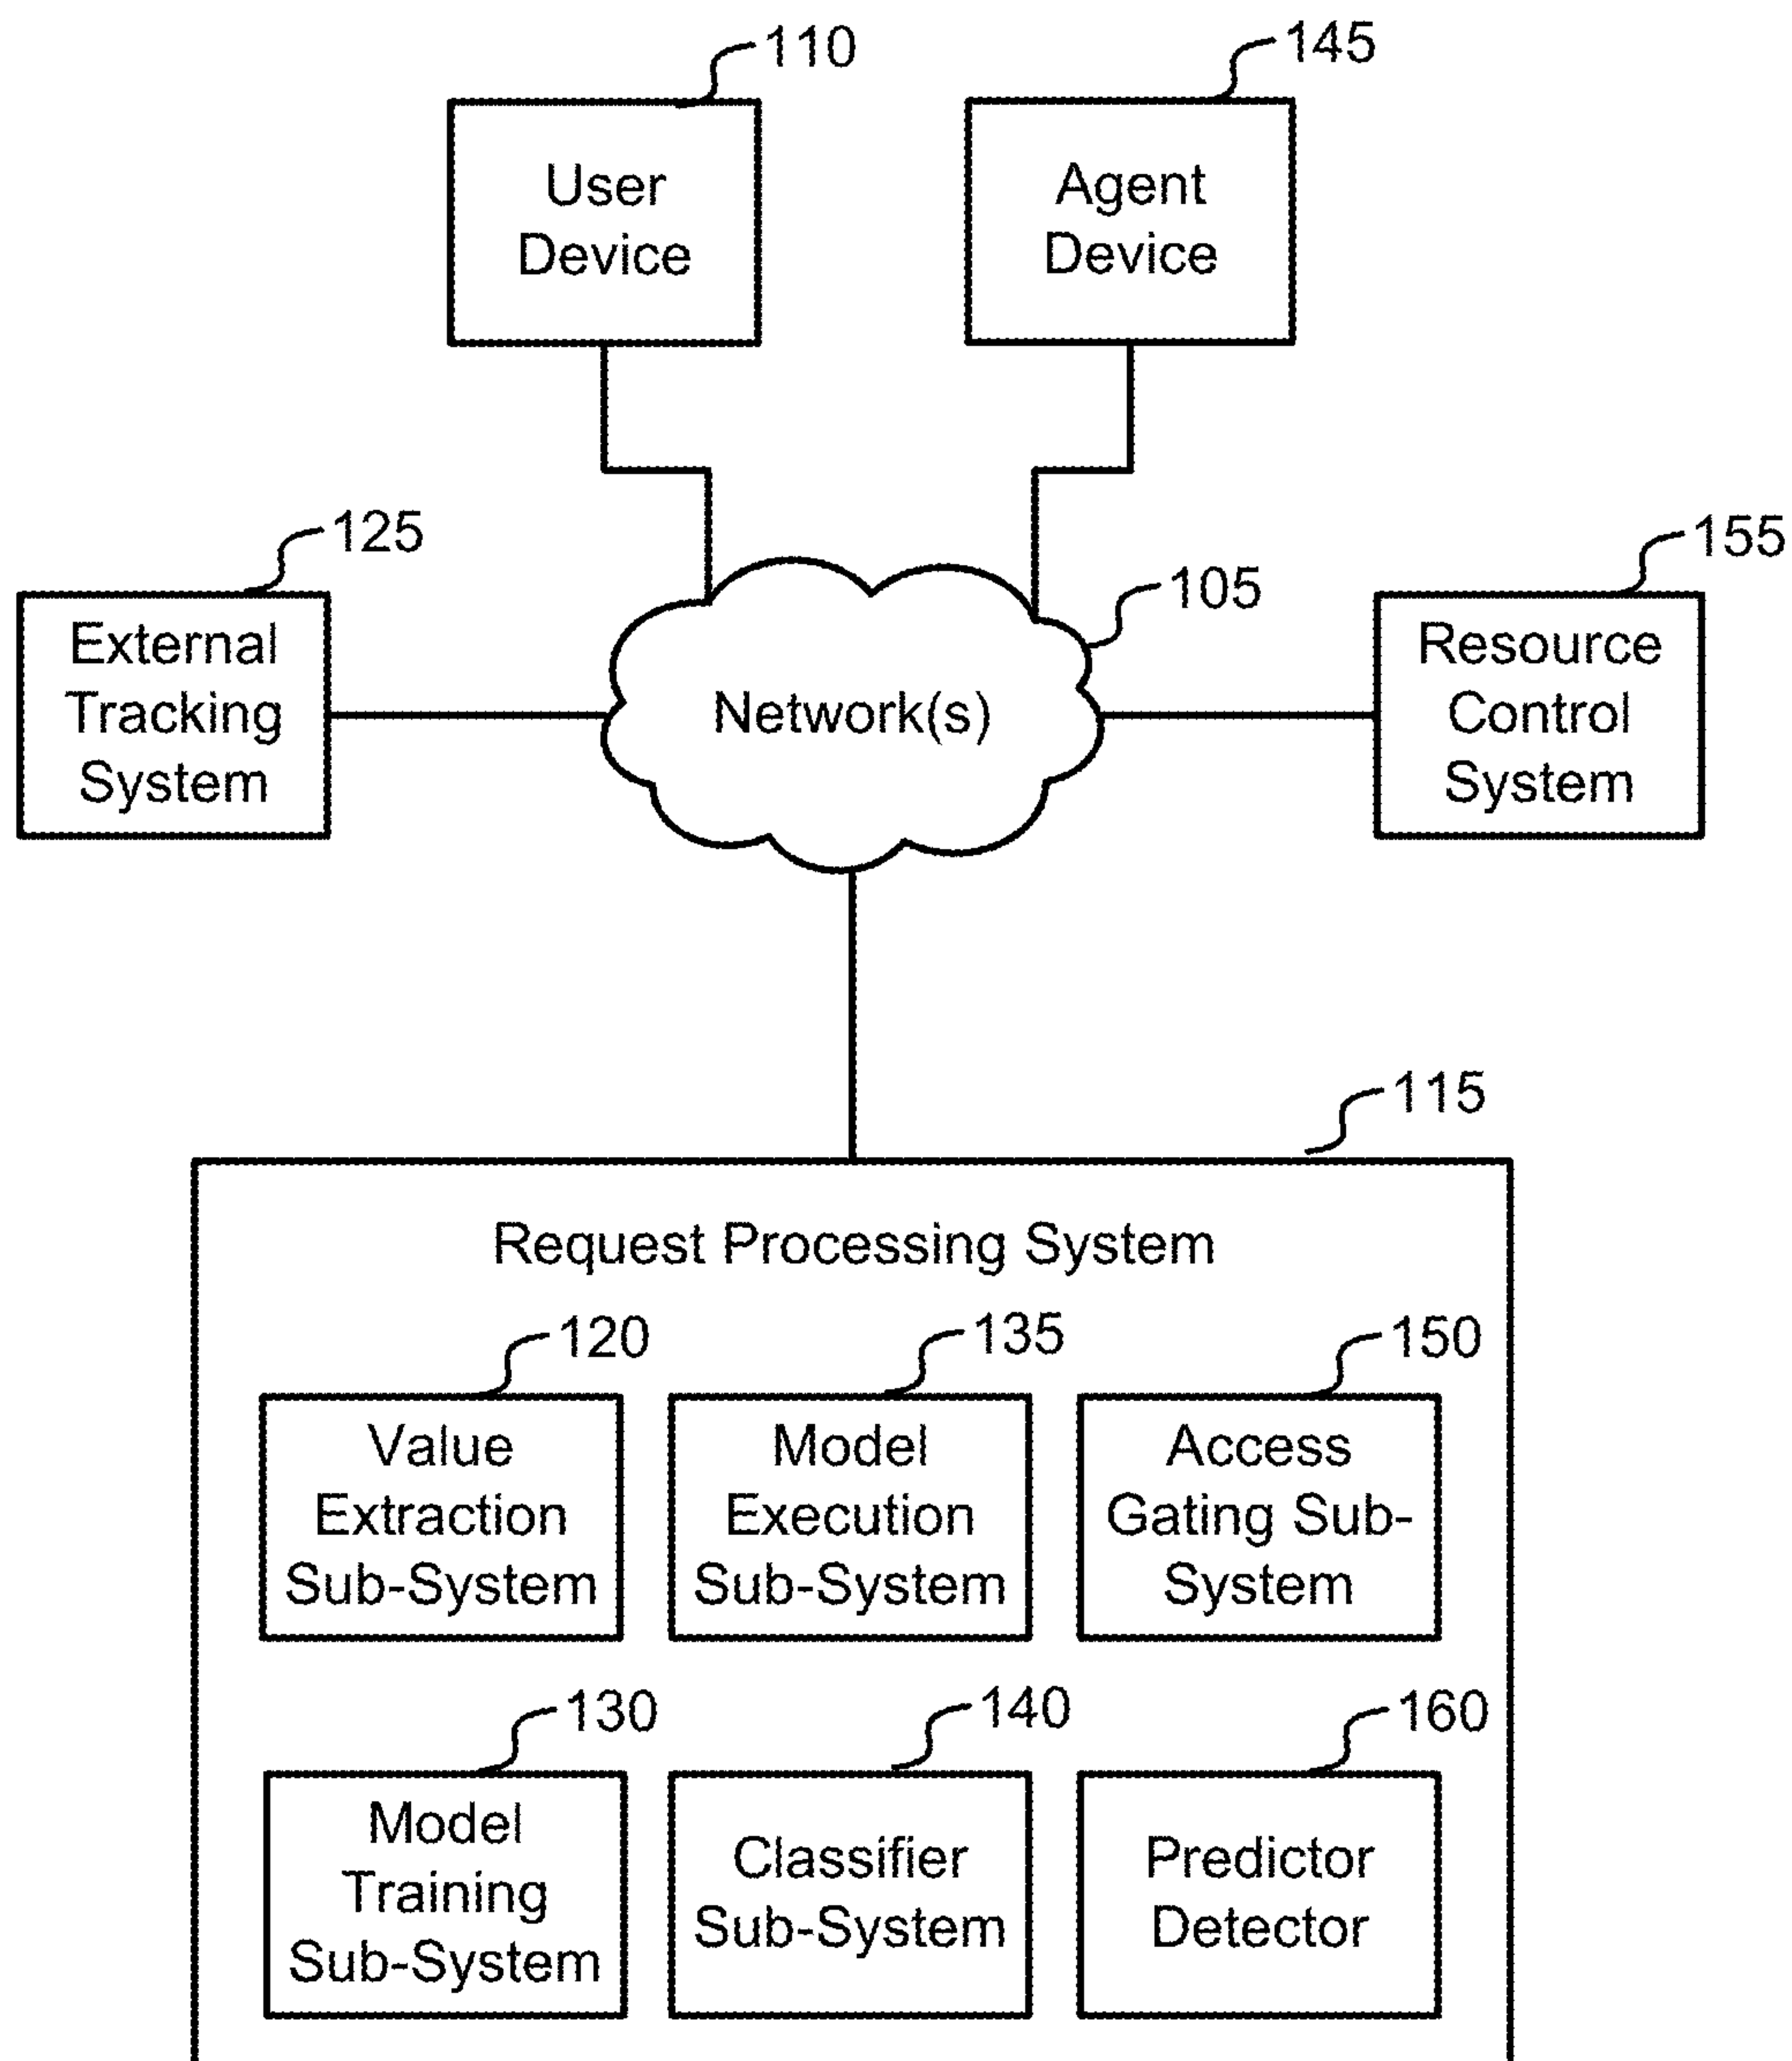 110
145
User
Device
Agent
Device
125
155
105
External
Tracking
System
Network(s)
Resource
Control
System
115
Request Processing System
120
135
150
Value
Extraction
Sub-System
Model
Execution
Sub-System
Access
Gating Sub-
System
130
140
160
Model
Training
Sub-System
Classifier
Sub-System
Predictor
Detector